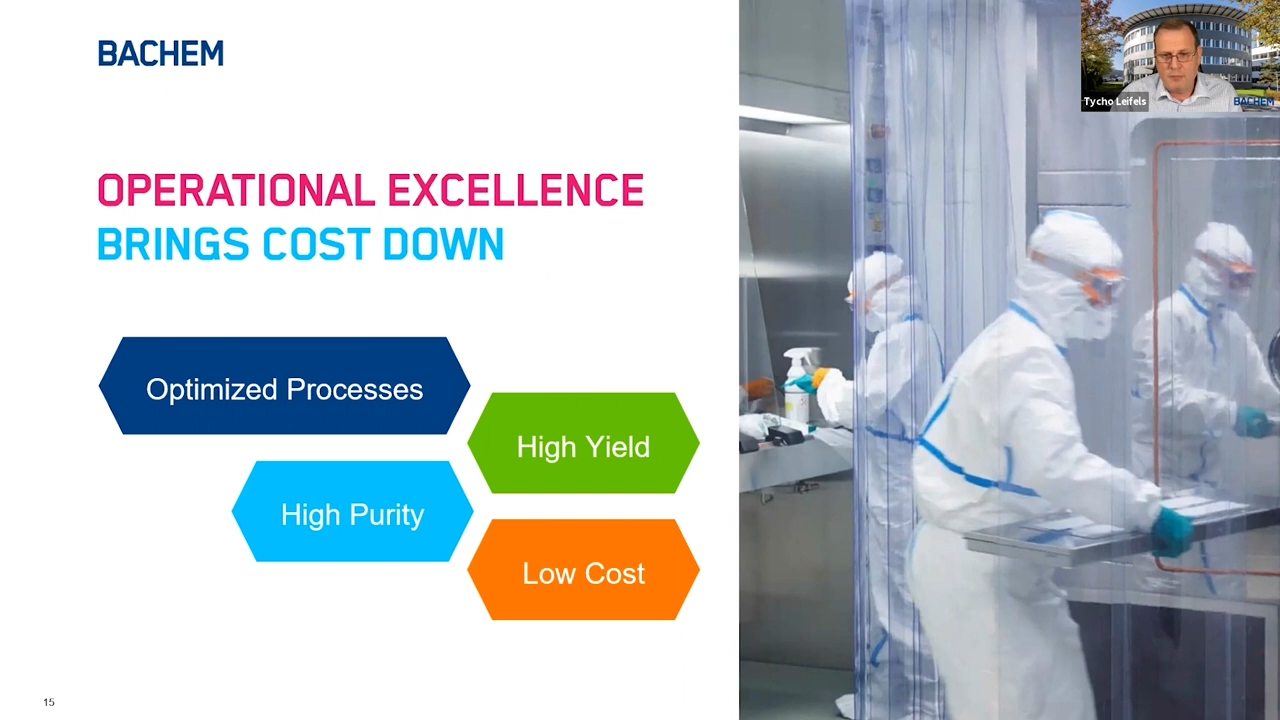 BACHEM
OPERATIONAL EXCELLENCE
BRINGS COST DOWN
Optimized Processes
High Yield
High Purity
Low Cost
15
Tycho Leifels
BACHEM